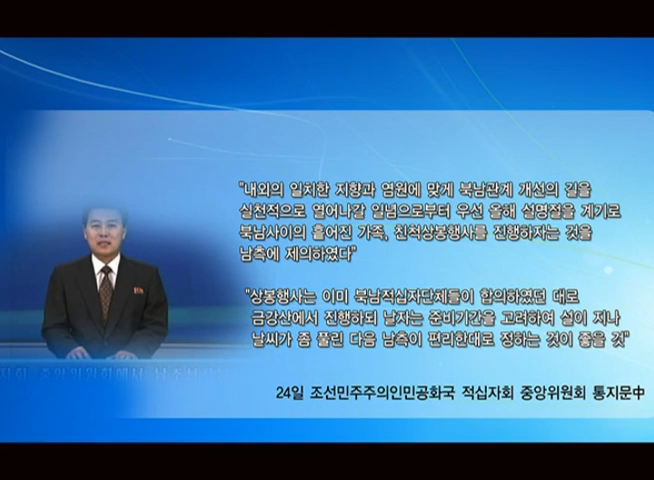 "내외의 일치한 지향과 염원에 맞게 북남관계 개선의 길을
실천적으로 열어나갈 일념으로부터 우선 올해 설명절을 계기로
북남사이의 흩어진 가족, 친척상봉행사를 진행하자는 것을
남측에 제의하였다"
"상봉행사는 이미 북남적십자단체들이 합의하였던 대로
금강산에서 진행하되 날자는 준비기간을 고려하여 설이 지나
날씨가 좀 풀린 다음 남측이 편리한대로 정하는 것이 좋을 것"
24일 조선민주주의인민공화국 적십자회 중앙위원회 통지문中